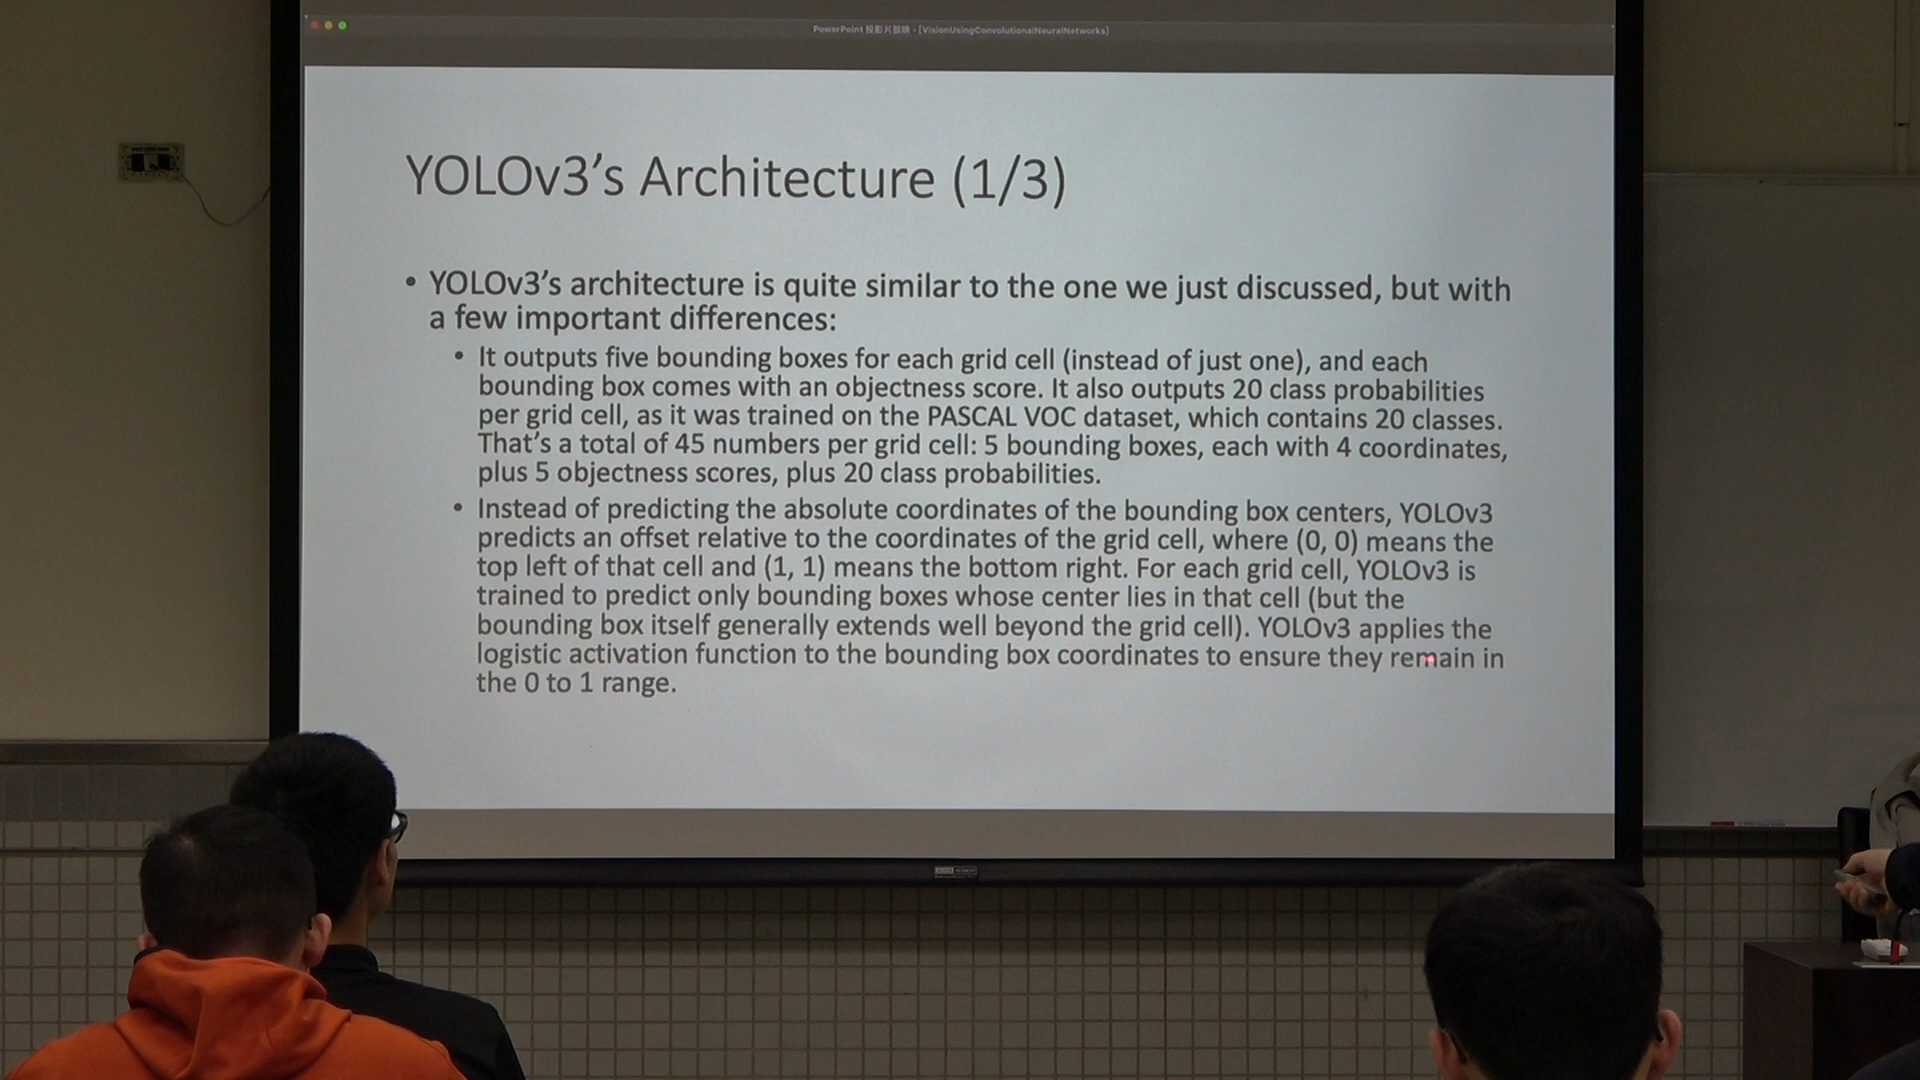 PowerPoint 投影片放映 - [VisionUsingConvolutionalNeuralNetworks]
YOLOv3’s Architecture (1/3)
• YOLOv3’s architecture is quite similar to the one we just discussed, but with
a few important differences:
• It outputs five bounding boxes for each grid cell (instead of just one), and each
bounding box comes with an objectness score. It also outputs 20 class probabilities
per grid cell, as it was trained on the PASCAL VOC dataset, which contains 20 classes.
That’s a total of 45 numbers per grid cell: 5 bounding boxes, each with 4 coordinates,
plus 5 objectness scores, plus 20 class probabilities.
• Instead of predicting the absolute coordinates of the bounding box centers, YOLOv3
predicts an offset relative to the coordinates of the grid cell, where (0, 0) means the
top left of that cell and (1, 1) means the bottom right. For each grid cell, YOLOv3 is
trained to predict only bounding boxes whose center lies in that cell (but the
bounding box itself generally extends well beyond the grid cell). YOLOv3 applies the
logistic activation function to the bounding box coordinates to ensure they remain in
the 0 to 1 range.